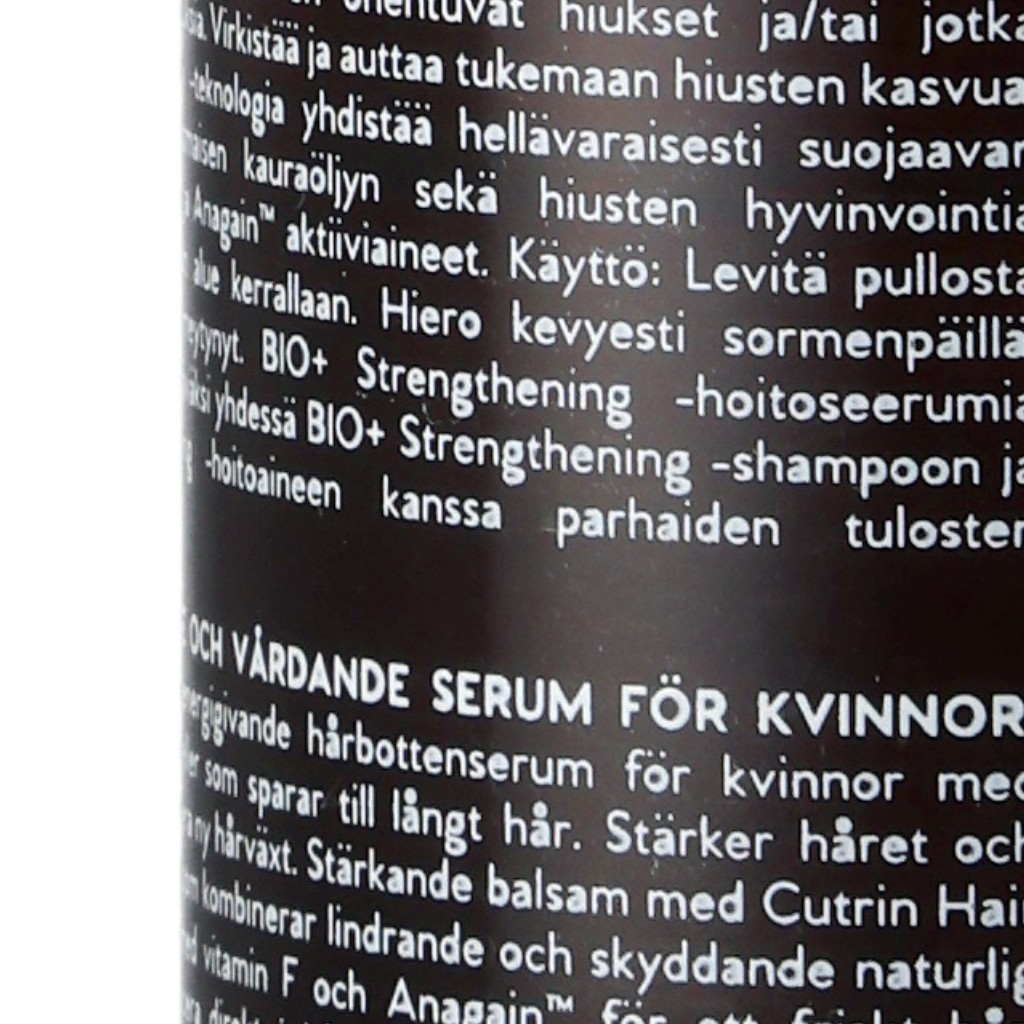 hiukset ja/tai jotka
Virkistää ja auttaa tukemaan hiusten kasvua.
-teknologia yhdistää hellävaraisesti suojaavan
kauraöljyn sekä hiusten hyvinvointia
Anagain™ aktiiviaineet. Käyttö: Levitä pullosta
alue kerrallaan. Hiero kevyesti sormenpäillä
BIO+ Strengthening -hoitoseerumia
yhdessä BIO+ Strengthening -shampoon ja
-hoitoaineen kanssa parhaiden tulosten
OCH VÅRDANDE SERUM FÖR KVINNOR
hårbottenserum för kvinnor med
som sparar till långt hår. Stärker håret och
ny hårväxt. Stärkande balsam med Cutrin Hair
kombinerar lindrande och skyddande naturlig
vitamin F och Anagain™ för ett